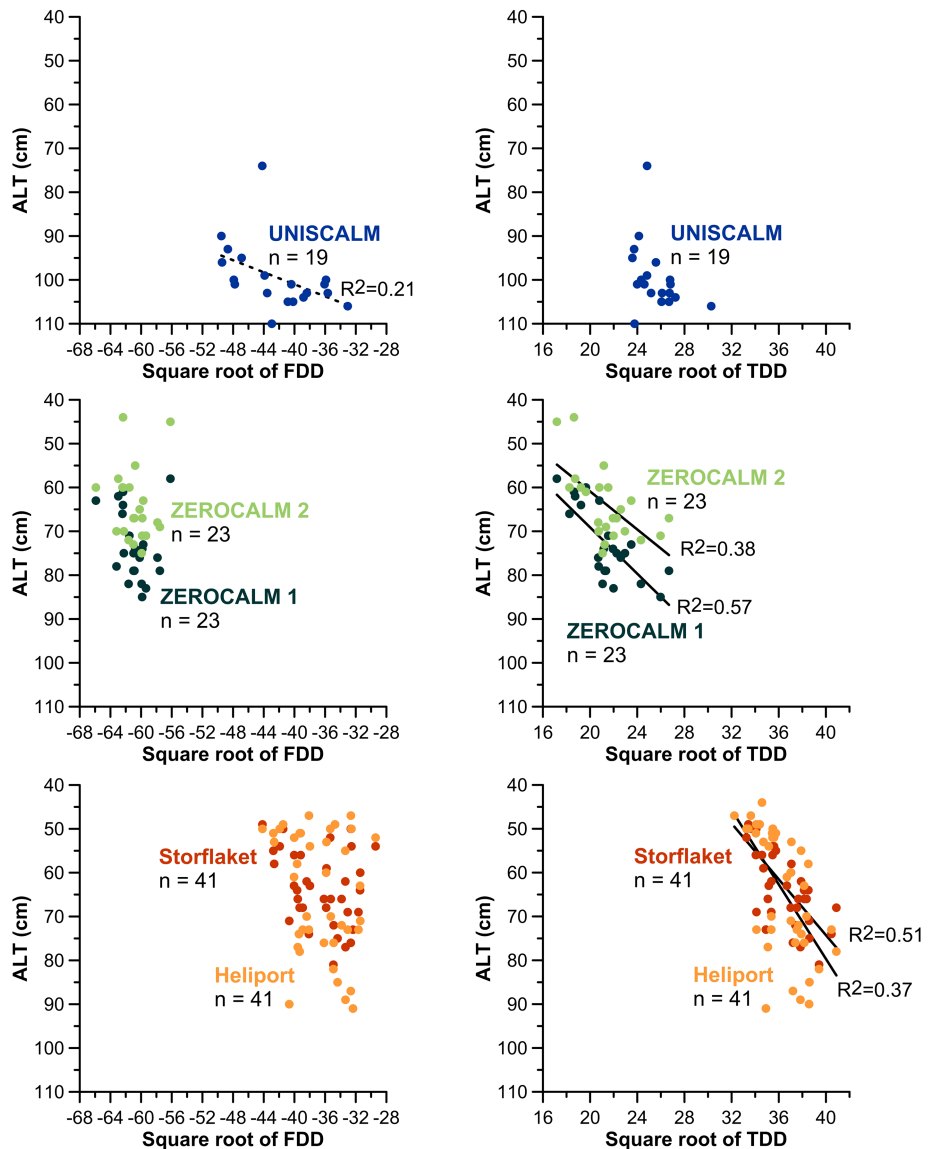 40
50
60
70
80
90
100
110
ALT (cm)
UNISCALM
n = 19
R2=0.21
-68 -64 -60 -56 -52 -48 -44 -40 -36 -32 -28
Square root of FDD
40
50
60
70
80
90
100
110
ALT (cm)
UNISCALM
n = 19
16 20 24 28 32 36 40
Square root of TDD
40
50
60
70
80
90
100
110
ALT (cm)
ZEROCALM 2
n = 23
ZEROCALM 1
n = 23
-68 -64 -60 -56 -52 -48 -44 -40 -36 -32 -28
Square root of FDD
40
50
60
70
80
90
100
110
ALT (cm)
ZEROCALM 2
n = 23
R2=0.38
R2=0.57
ZEROCALM 1
n = 23
16 20 24 28 32 36 40
Square root of TDD
40
50
60
70
80
90
100
110
ALT (cm)
Storflaket
n = 41
Heliport
n = 41
-68 -64 -60 -56 -52 -48 -44 -40 -36 -32 -28
Square root of FDD
40
50
60
70
80
90
100
110
ALT (cm)
Storflaket
n = 41
R2=0.51
Heliport
n = 41
R2=0.37
16 20 24 28 32 36 40
Square root of TDD